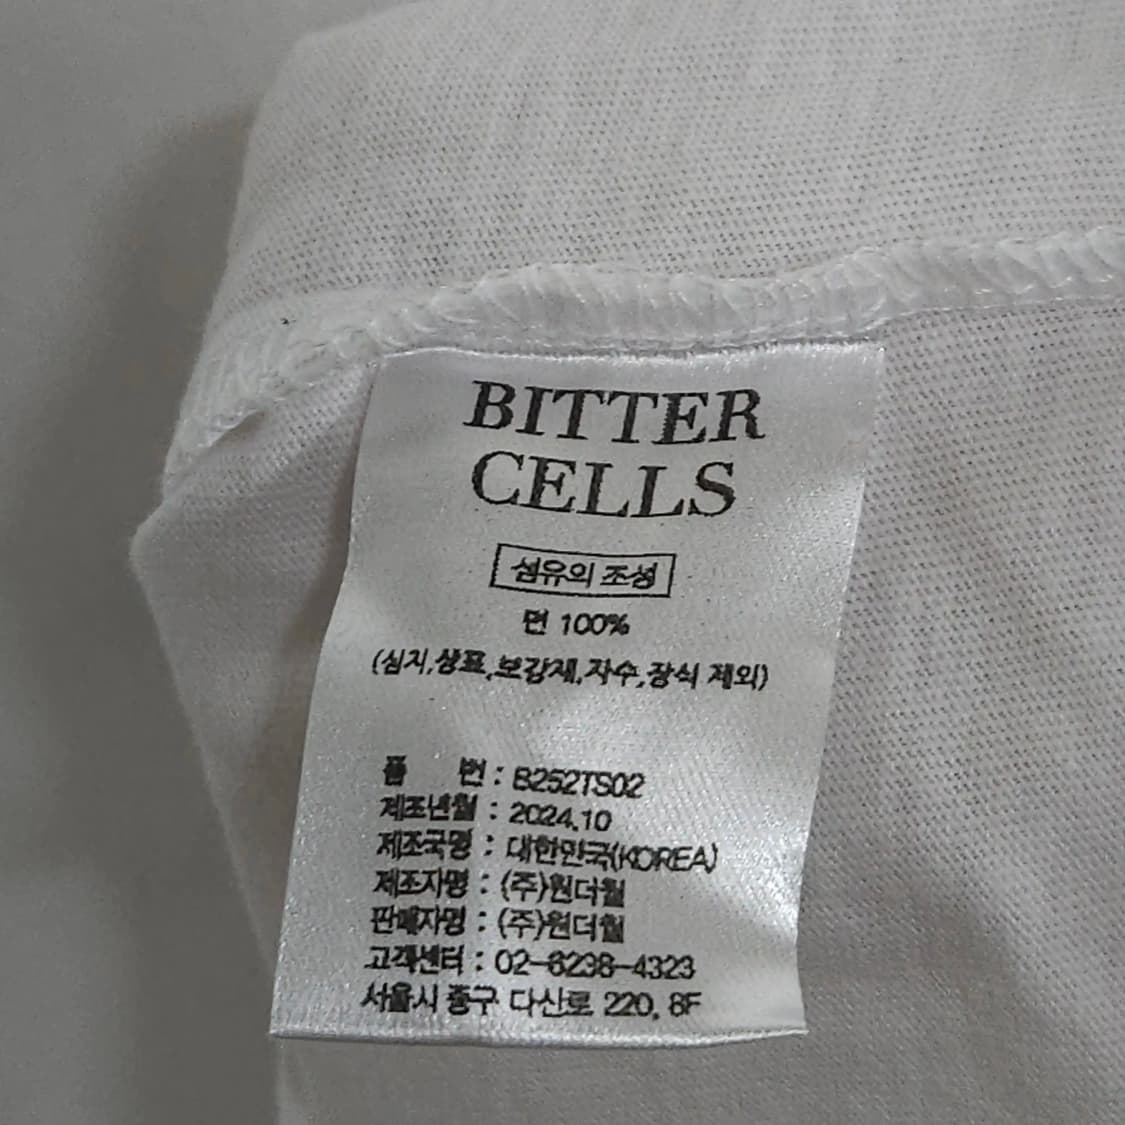 BITTER
CELLS
섬유의 조성
면 100%
(심지,상표,보강재,자수,장식 제외)
품 번 : B252TS02
제조년월 : 2024.10
제조국명 : 대한민국(KOREA)
제조자명 : (주)원더월
판매자명 : (주)원더월
고객센터 : 02-6238-4323
서울시 중구 다산로 220, 8F